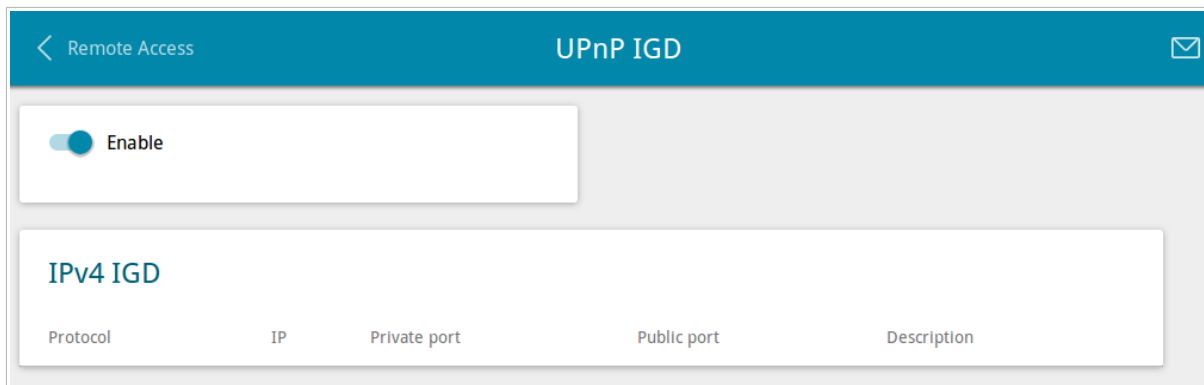 Remote Access UPnP IGD
Enable
IPv4 IGD
Protocol IP Private port Public port Description